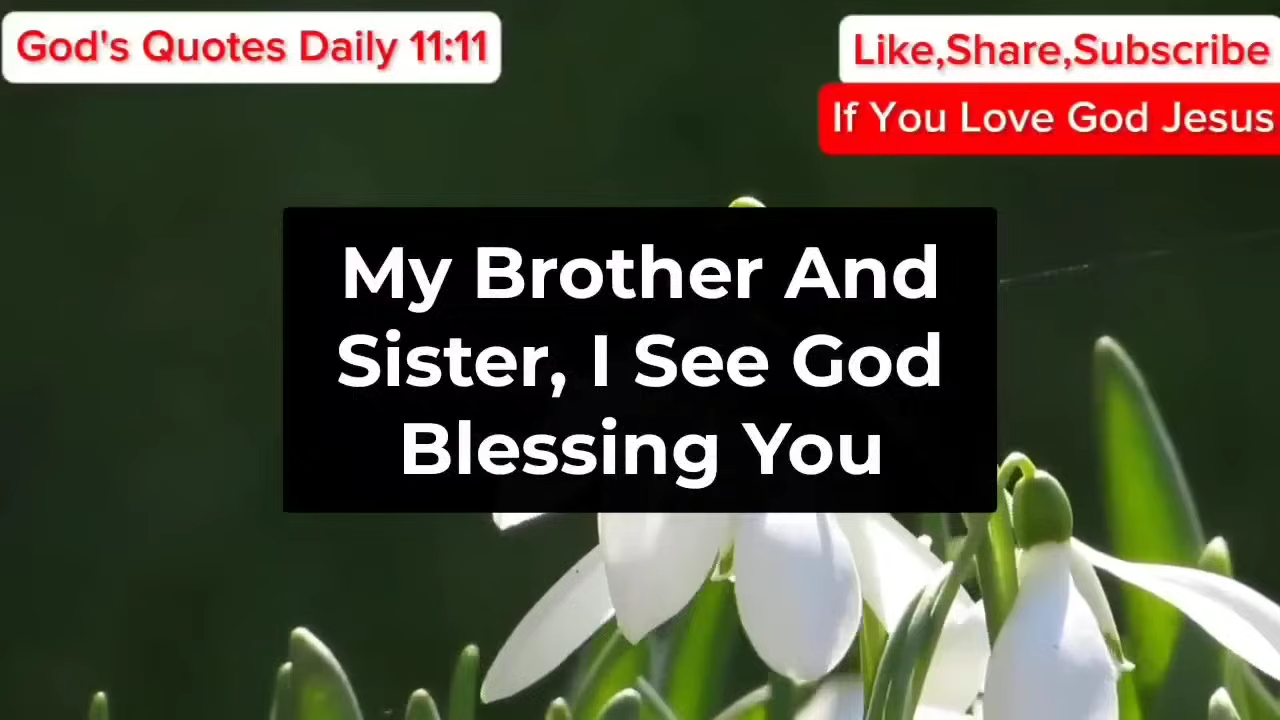 God's Quotes Daily 11:11
Like,Share,Subscribe
If You Love God Jesus
My Brother And
Sister, I See God
Blessing You